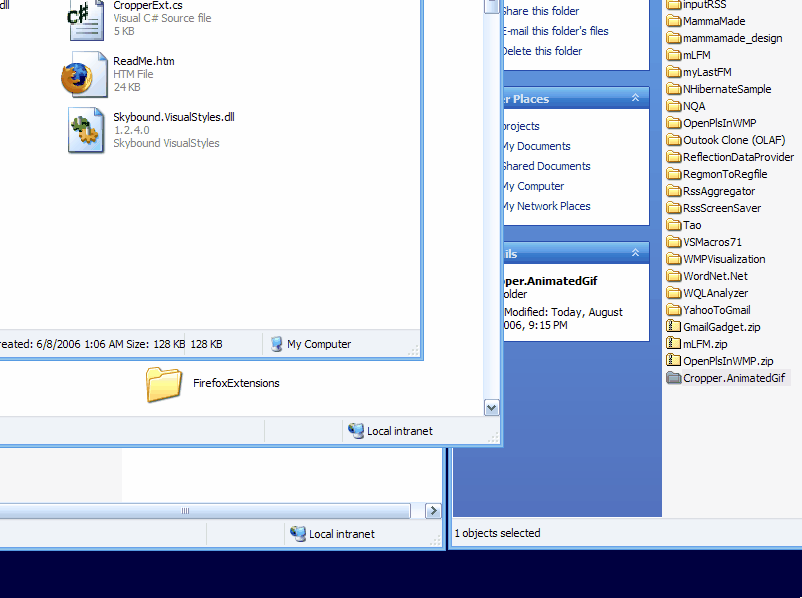 dll
CropperExt.cs
Visual C# Source file
5 KB
C#
ReadMe.htm
HTM File
24 KB
Skybound.VisualStyles.dll
1.2.4.0
Skybound VisualStyles
reated: 6/8/2006 1:06 AM Size: 128 KB
128 KB
My Computer
FirefoxExtensions
Local intranet
Local intranet
Share this folder
E-mail this folder's files
Delete this folder
er Places
projects
My Documents
Shared Documents
My Computer
My Network Places
ils
pper.AnimatedGif
older
Modified: Today, August
006, 9:15 PM
1 objects selected
inputRSS
MammaMade
mammamade_design
mLFM
myLastFM
NHibernateSample
NQA
OpenPlsInWMP
Outook Clone (OLAF)
ReflectionDataProvider
RegmonToRegfile
RssAggregator
RssScreenSaver
Tao
VSMacros71
WMPVisualization
WordNet.Net
WQLAnalyzer
YahooToGmail
GmailGadget.zip
mLFM.zip
OpenPlsInWMP.zip
Cropper.AnimatedGif